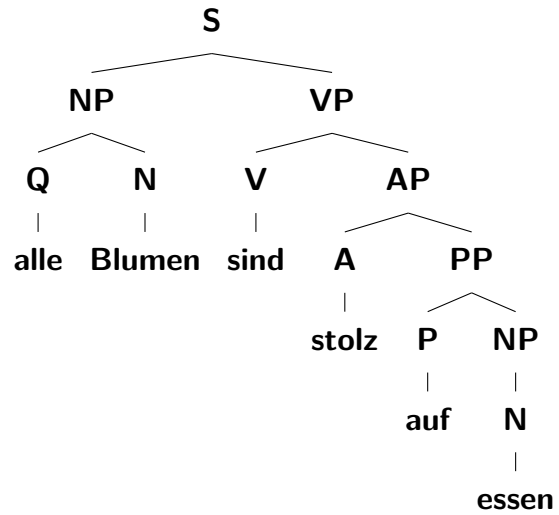 S
NP VP
Q N V AP
alle Blumen sind A PP
stolz P NP
auf N
essen